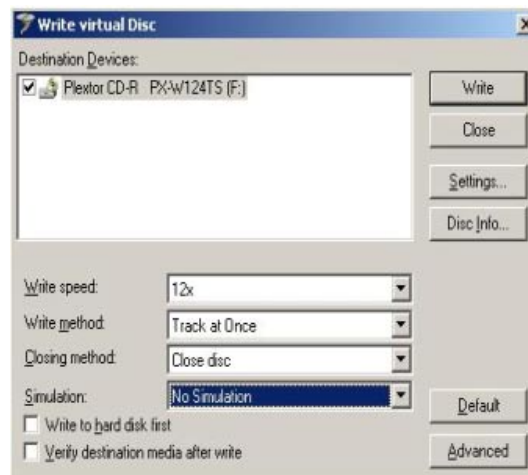 Write virtual Disc
Destination Devices:
Plextor CD-R PX-W124TS (F:)
Write
Close
Settings...
Disc Info...
Write speed: 12x
Write method: Track at Once
Closing method: Close disc
Simulation: No Simulation
Default
Write to hard disk first
Verify destination media after write
Advanced